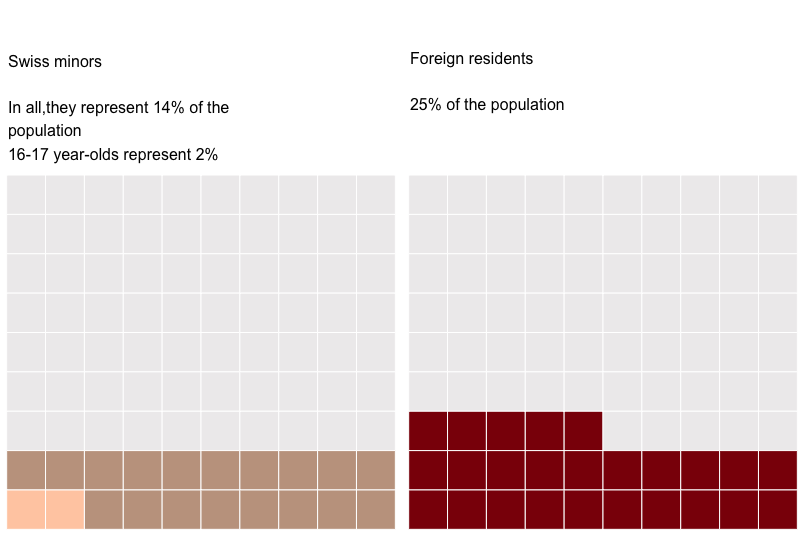 Swiss minors
In all,they represent 14% of the
population
16-17 year-olds represent 2%
Foreign residents
25% of the population